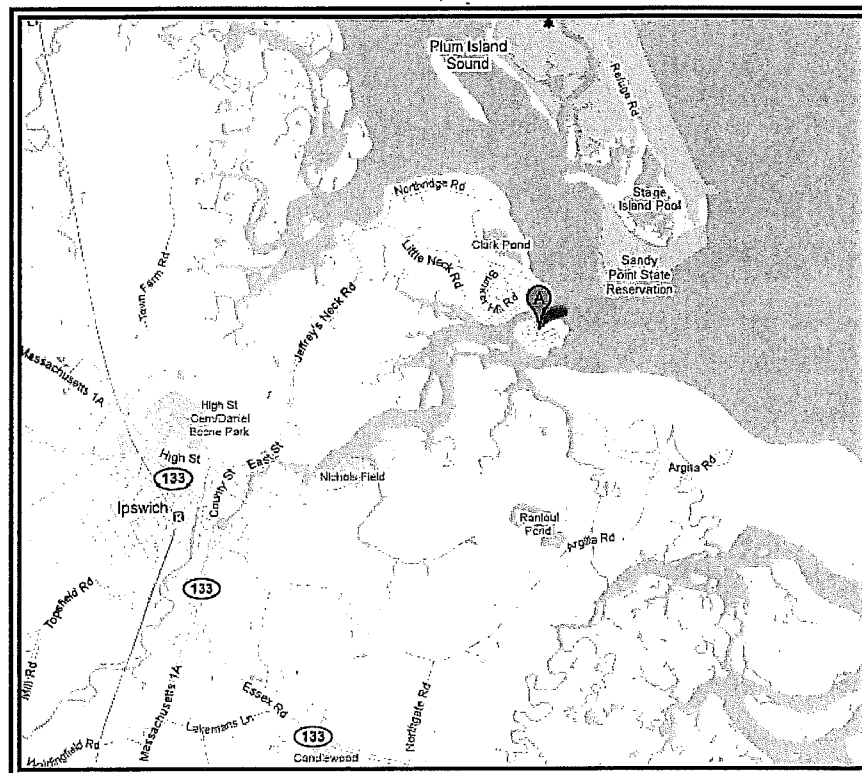 Plum Island
Sound
Refuge Rd
Stage
Island Pool
Sandy
Point State
Reservation
Northridge Rd
Clark Pond
Little Neck Rd
Bunker Hl Rd
A
Jeffrey's Neck Rd
Town Farm Rd
Massachusetts 1A
High St
Cem/Daniel
Boone Park
High St
133
County St
East St
Ipswich
R
Nichols Field
Argilla Rd
Pond
Argilla Rd
133
Topsfield Rd
Mill Rd
Massachusetts 1A
Essex Rd
Lakemans Ln
133
Candlewood
Northgate Rd